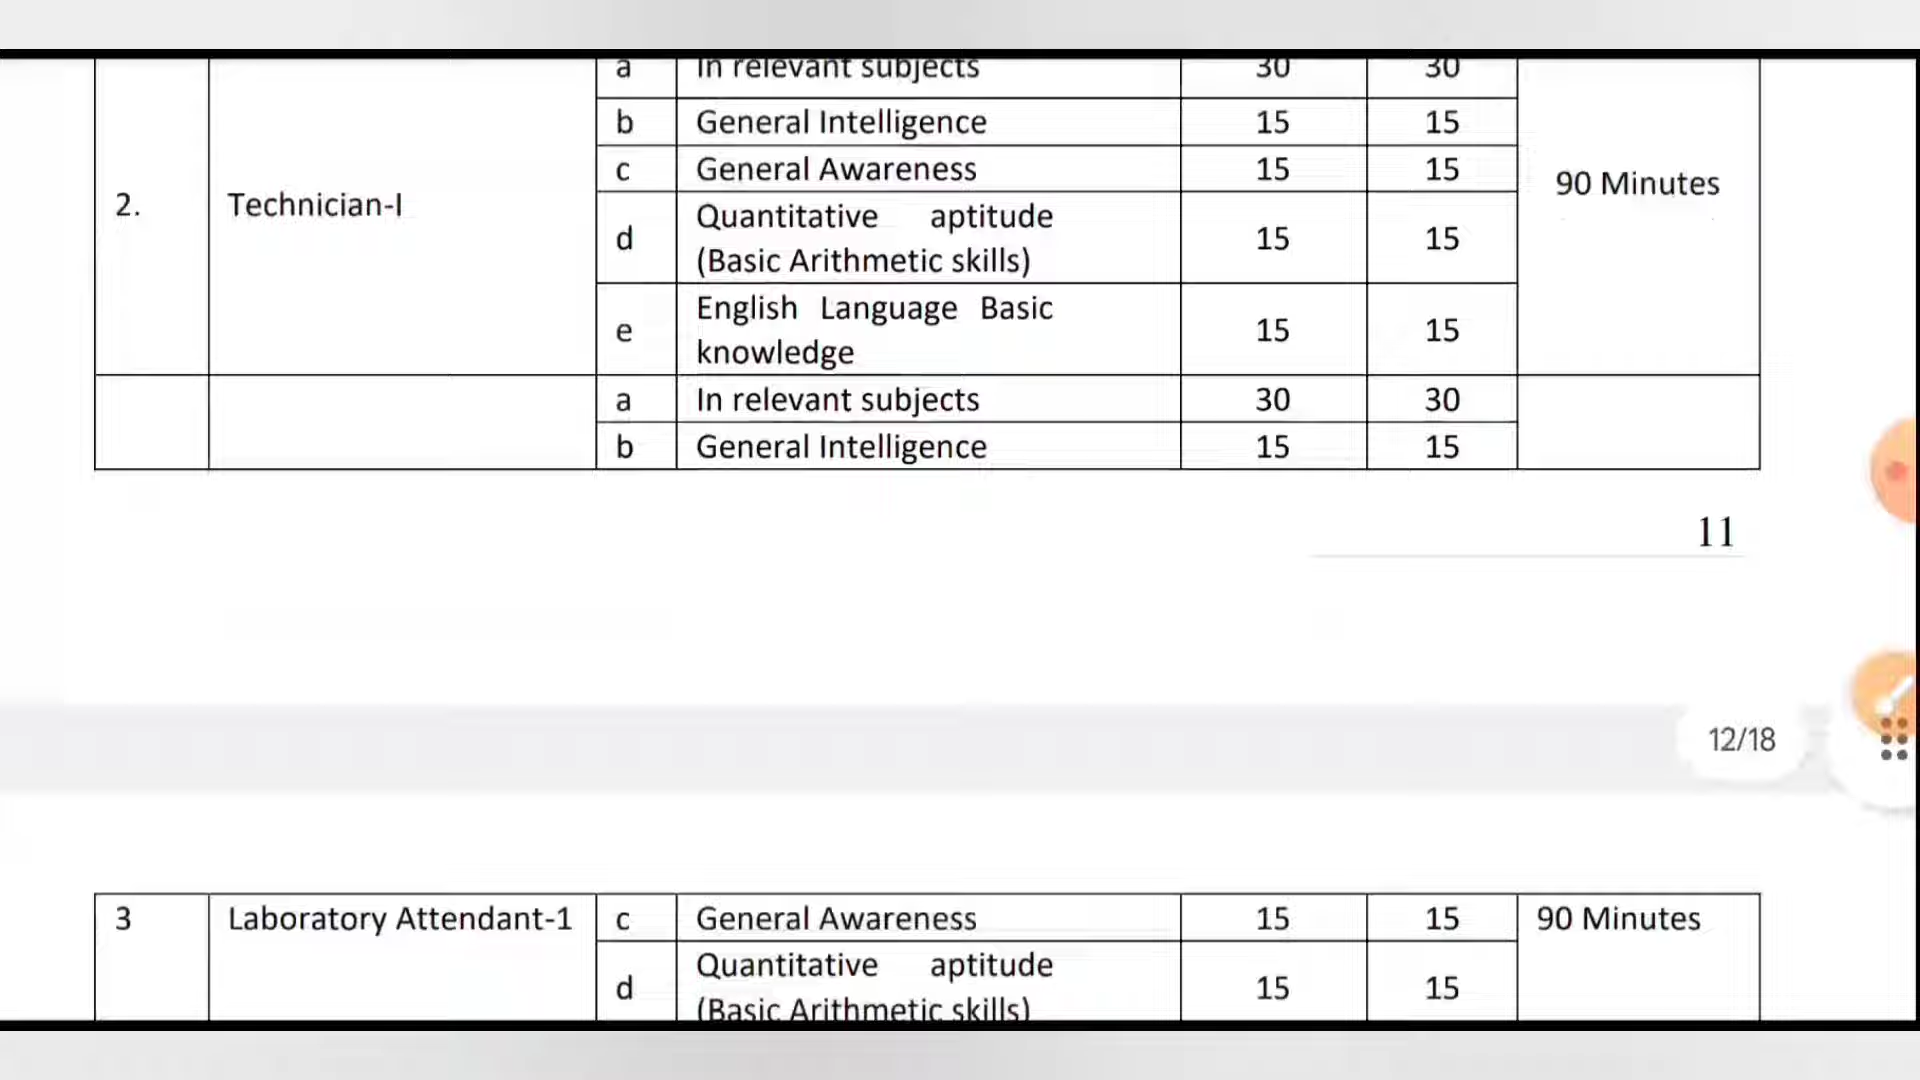 a In relevant subjects 30 30
b General Intelligence 15 15
c General Awareness 15 15
2. Technician-I 90 Minutes
d Quantitative aptitude 15 15
(Basic Arithmetic skills)
e English Language Basic 15 15
knowledge
a In relevant subjects 30 30
b General Intelligence 15 15
11
12/18
3 Laboratory Attendant-1 c General Awareness 15 15 90 Minutes
d Quantitative aptitude 15 15
(Basic Arithmetic skills)